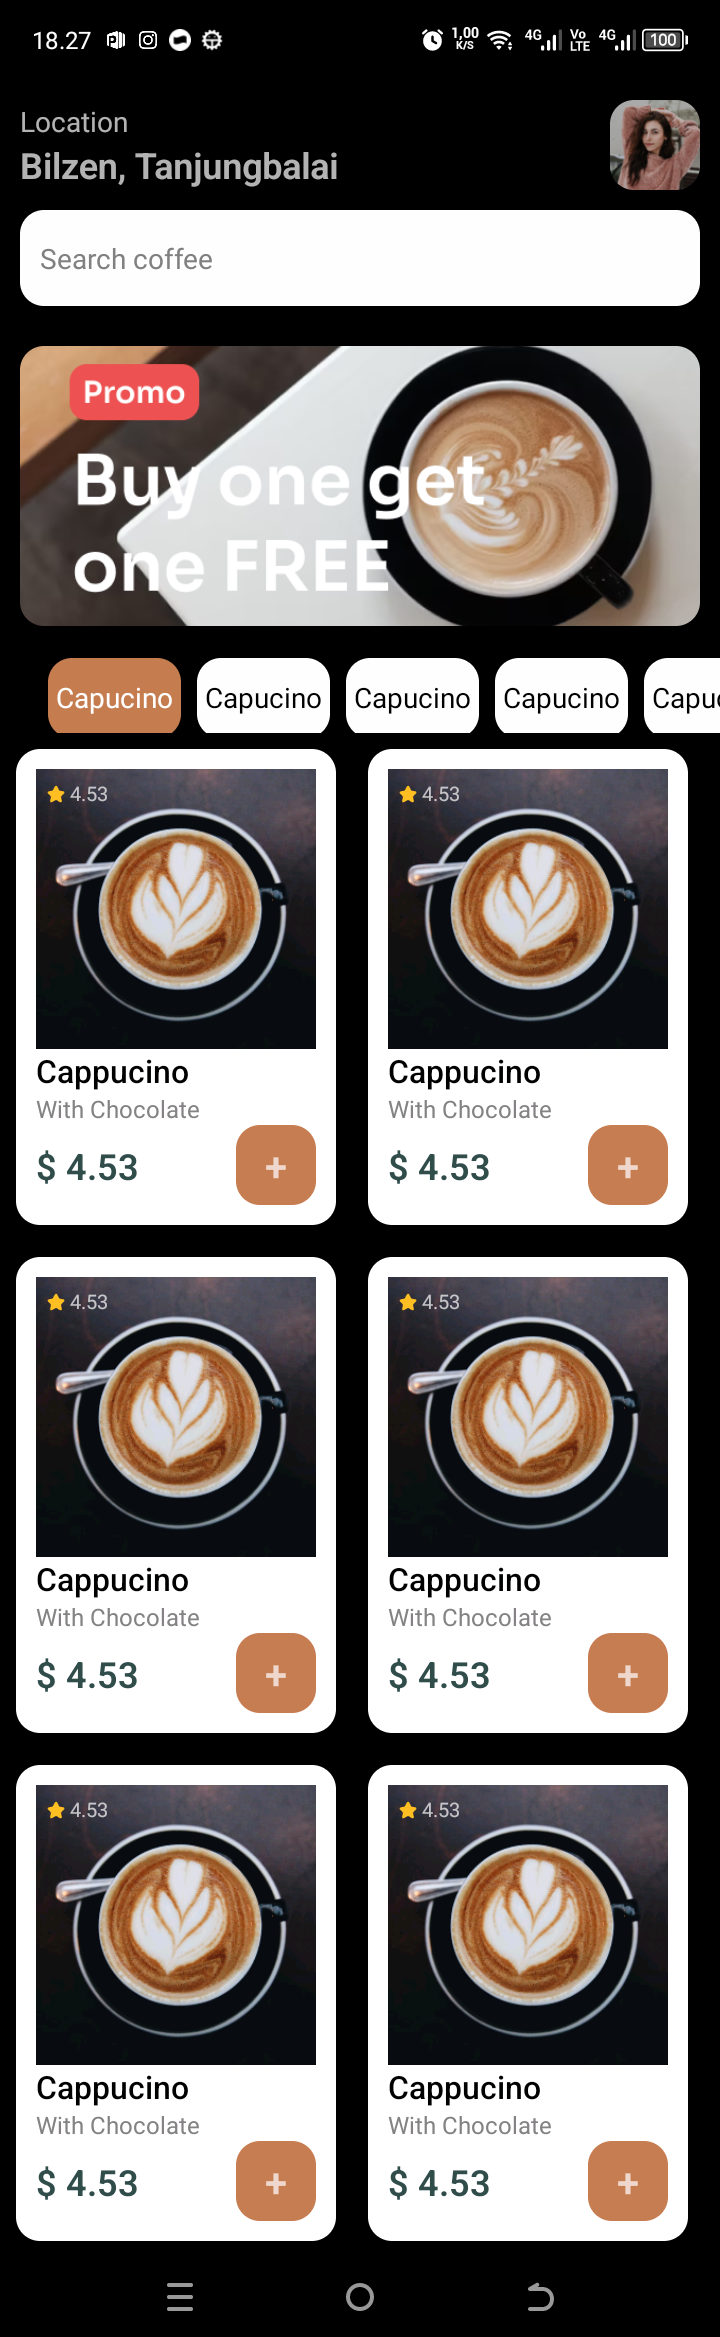 18.27
1,00
K/S
4G
Vo
LTE
4G
100
Location
Bilzen, Tanjungbalai
Search coffee
Promo
Buy one get
one FREE
Capucino Capucino Capucino Capucino Capuc
4.53 4.53
Cappucino Cappucino
With Chocolate With Chocolate
$ 4.53 + $ 4.53 +
4.53 4.53
Cappucino Cappucino
With Chocolate With Chocolate
$ 4.53 + $ 4.53 +
4.53 4.53
Cappucino Cappucino
With Chocolate With Chocolate
$ 4.53 + $ 4.53 +